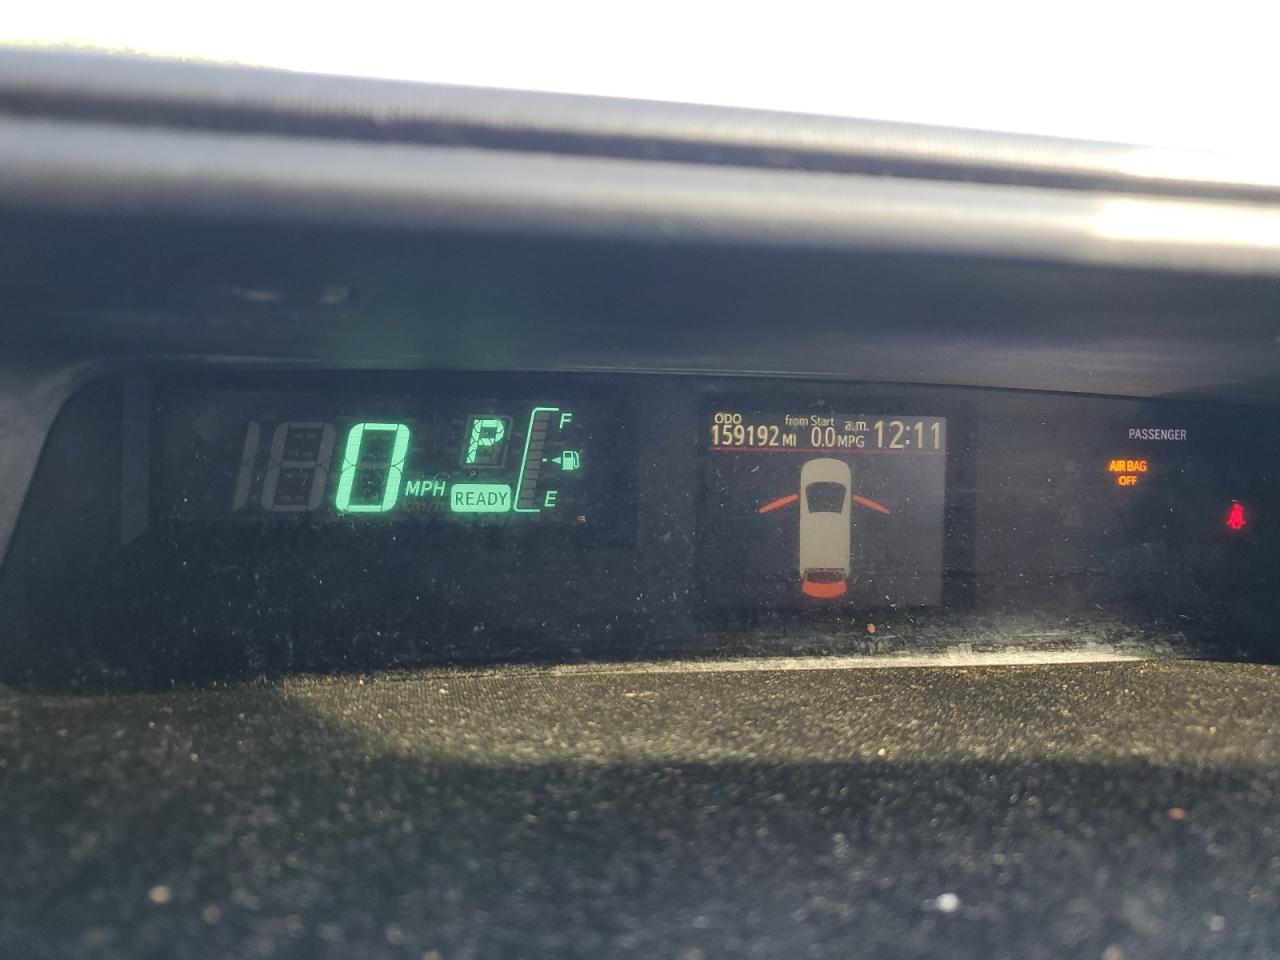 0 MPH
P
READY
F
E
ODO from Start a.m.
159192 MI 0.0 MPG 12:11
PASSENGER
AIR BAG
OFF